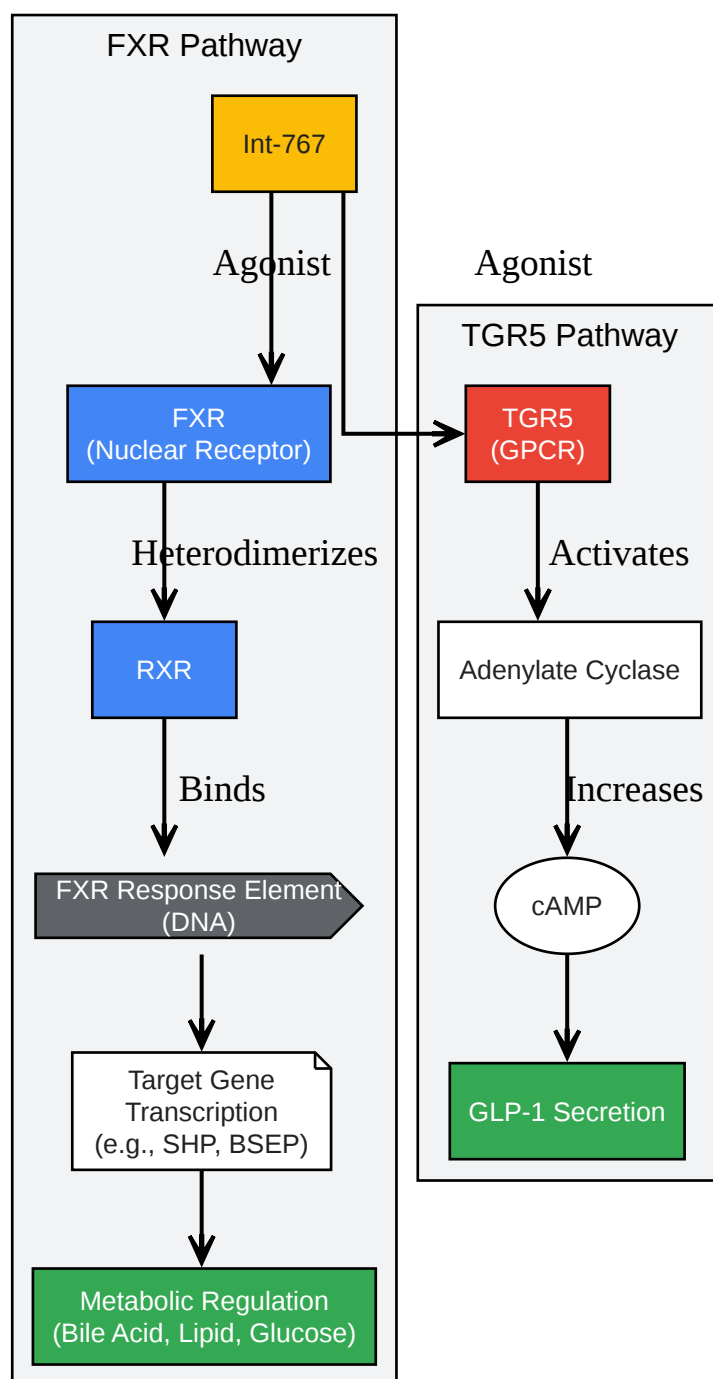 FXR Pathway
Int-767
Agonist
FXR
(Nuclear Receptor)
Heterodimerizes
RXR
Binds
FXR Response Element
(DNA)
Target Gene
Transcription
(e.g., SHP, BSEP)
Metabolic Regulation
(Bile Acid, Lipid, Glucose)
Agonist
TGR5 Pathway
TGR5
(GPCR)
Activates
Adenylate Cyclase
Increases
cAMP
GLP-1 Secretion